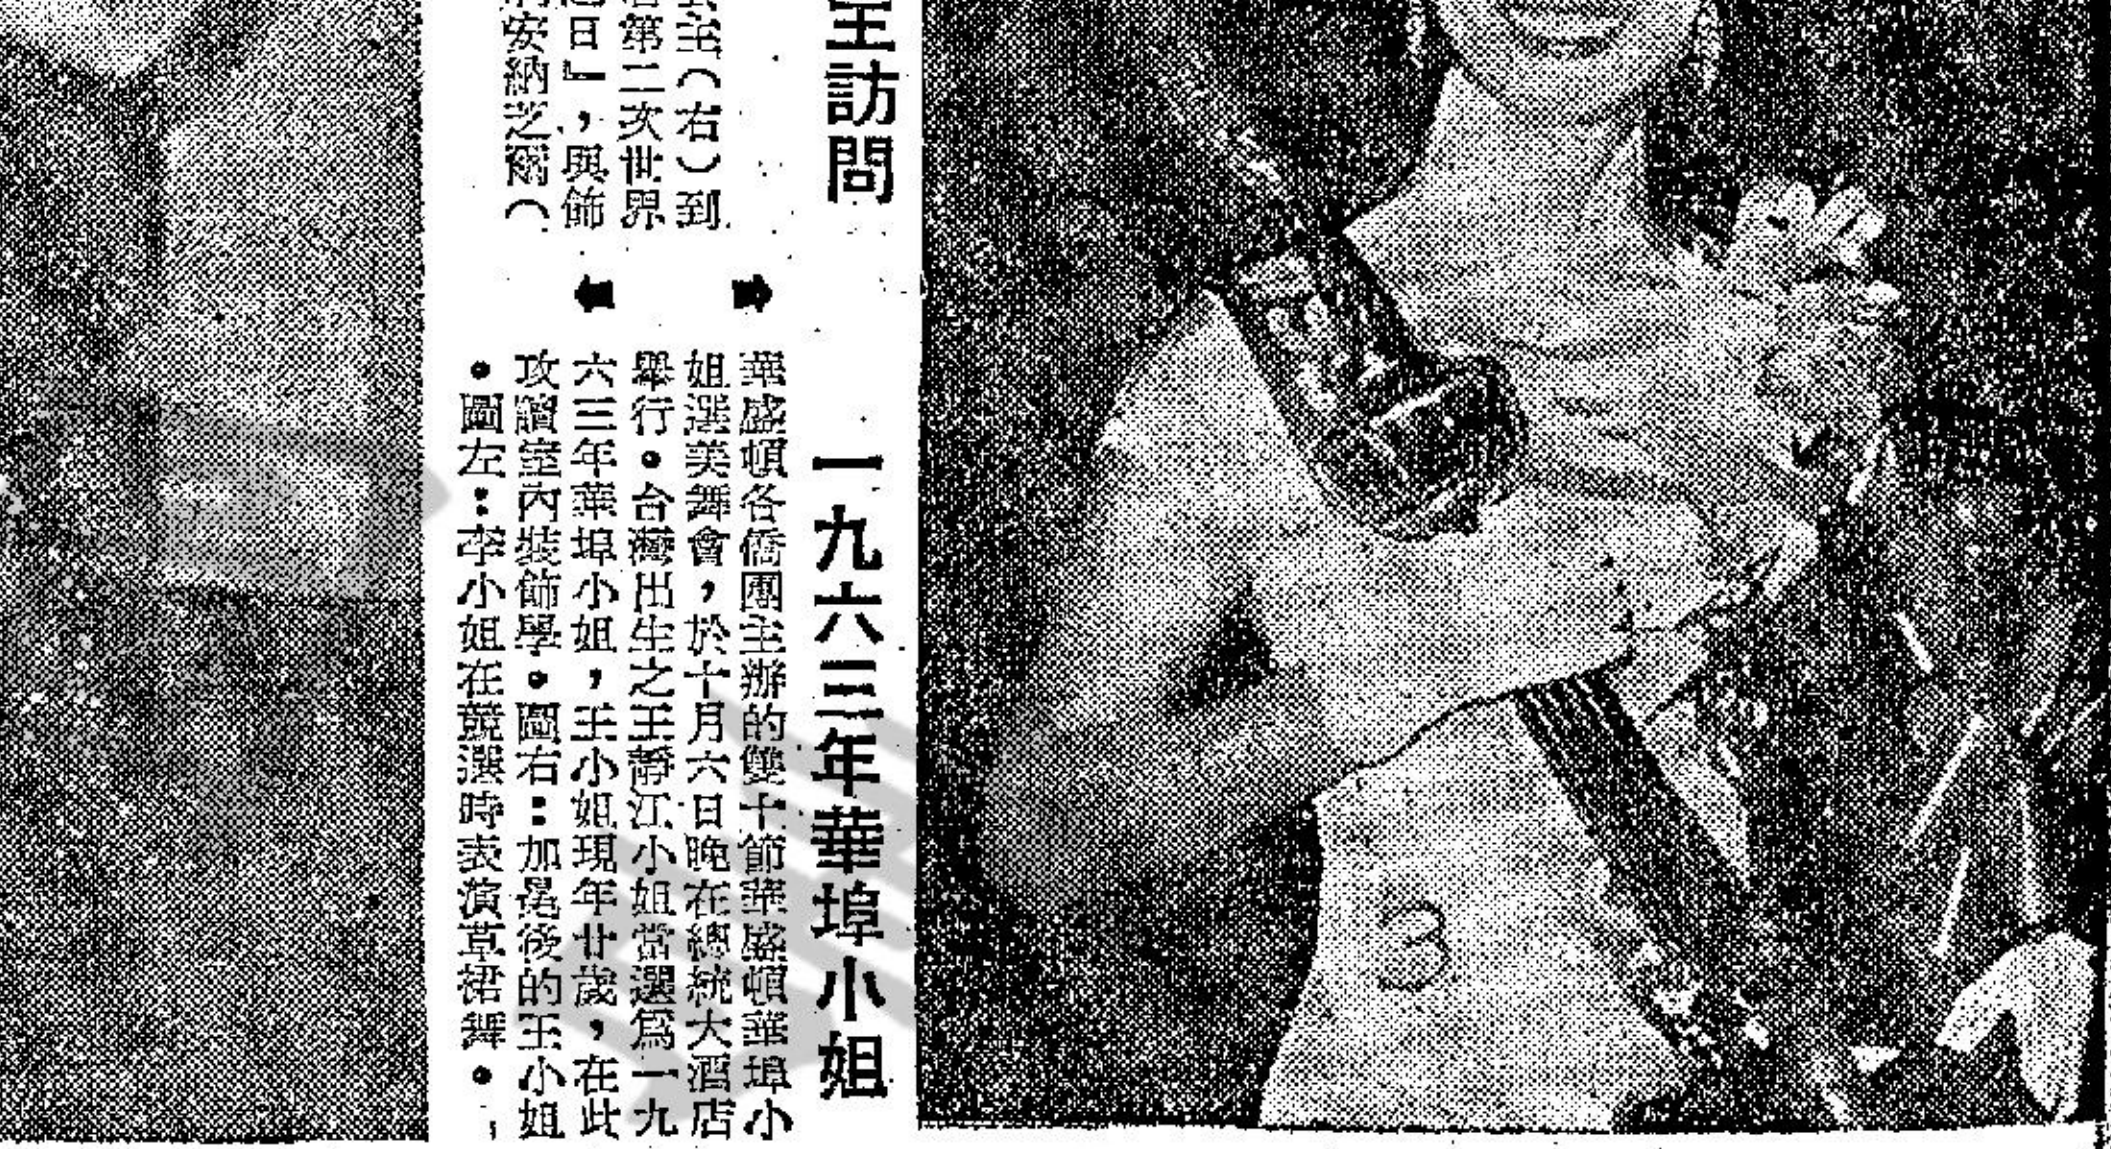 主訪問
主（右）到
第二次世界
日』，與飾
安納芝爾（
一九六三年華埠小姐
華盛頓各僑團主辦的雙十節華盛頓華埠小
姐選美舞會，於十月六日晚在總統大酒店
舉行。台灣出生之王靜江小姐當選為一九
六三年華埠小姐，王小姐現年廿歲，在此
攻讀室內裝飾學。圖右：加冕後的王小姐
。圖左：李小姐在競選時表演草裙舞。
3